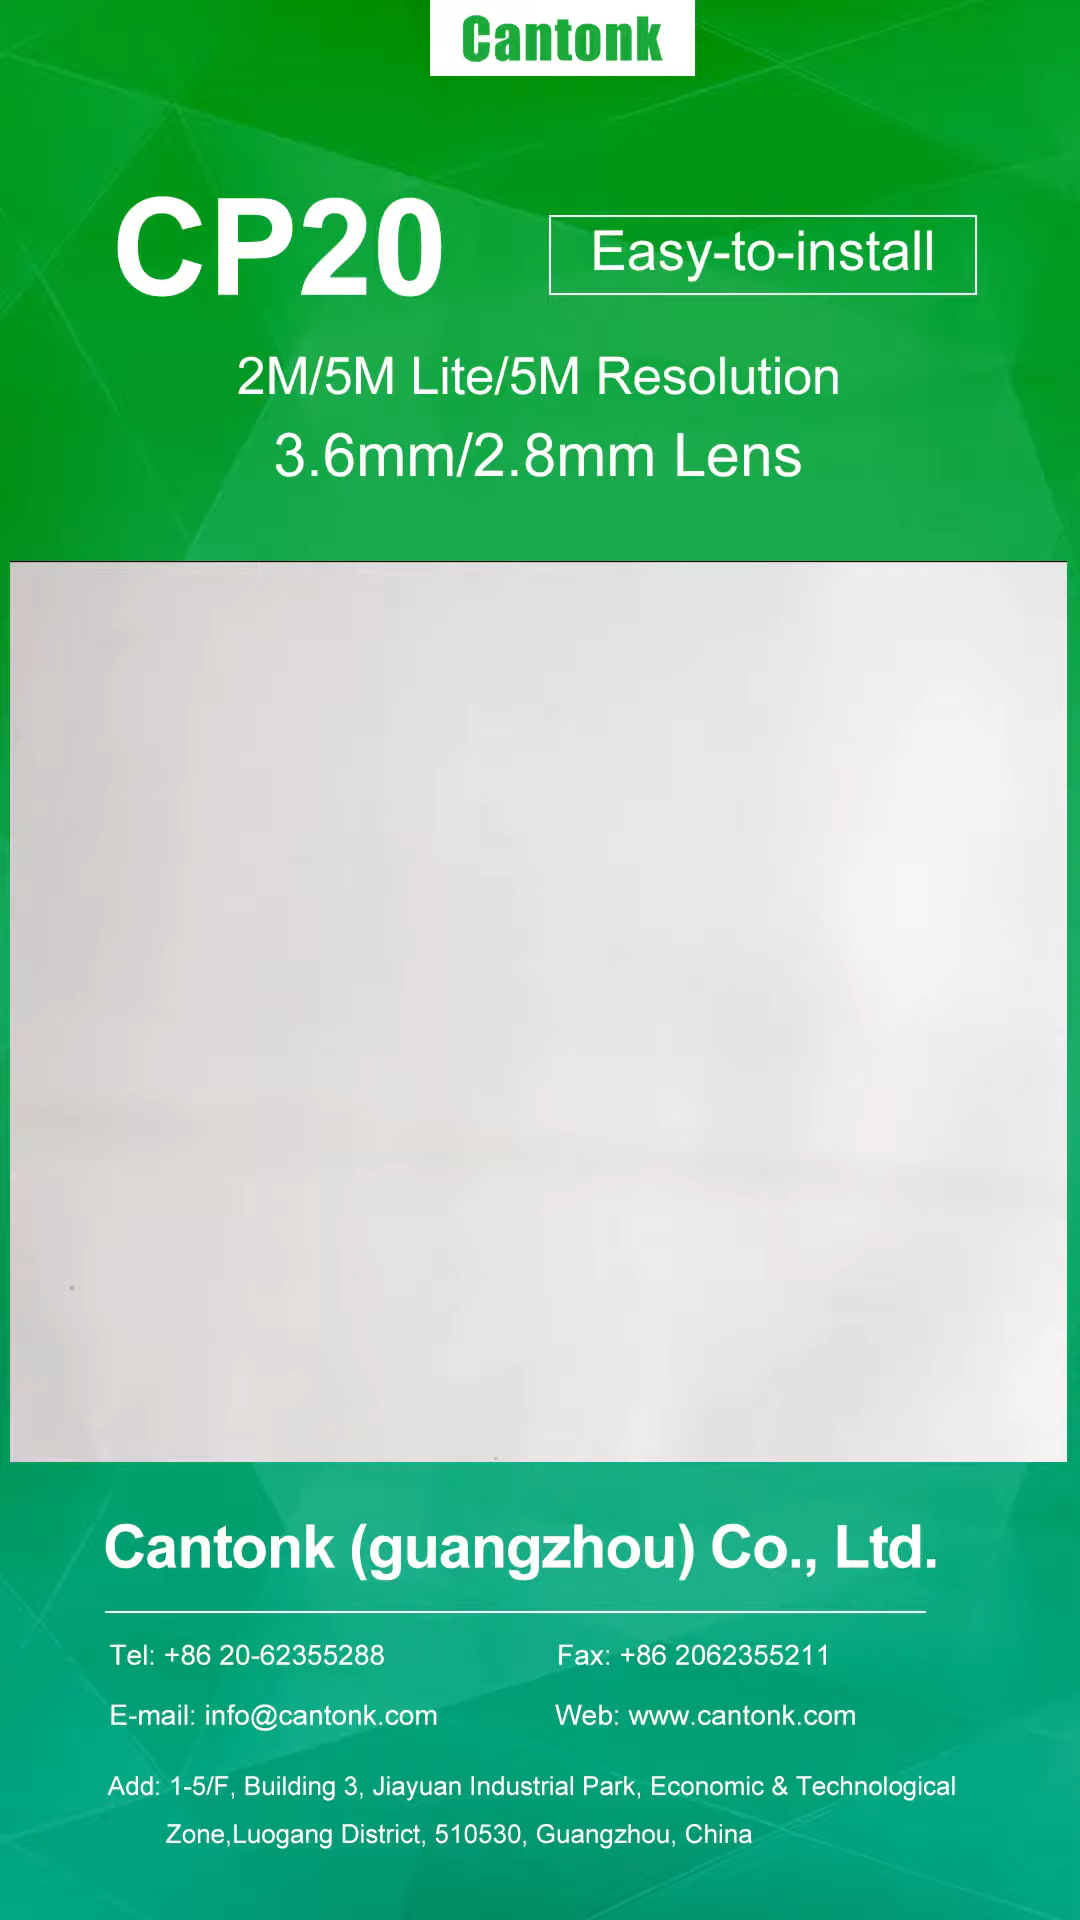 Cantonk
CP20
Easy-to-install
2M/5M Lite/5M Resolution
3.6mm/2.8mm Lens
Cantonk (guangzhou) Co., Ltd.
Tel: +86 20-62355288
Fax: +86 2062355211
E-mail: info@cantonk.com
Web: www.cantonk.com
Add: 1-5/F, Building 3, Jiayuan Industrial Park, Economic & Technological
Zone,Luogang District, 510530, Guangzhou, China